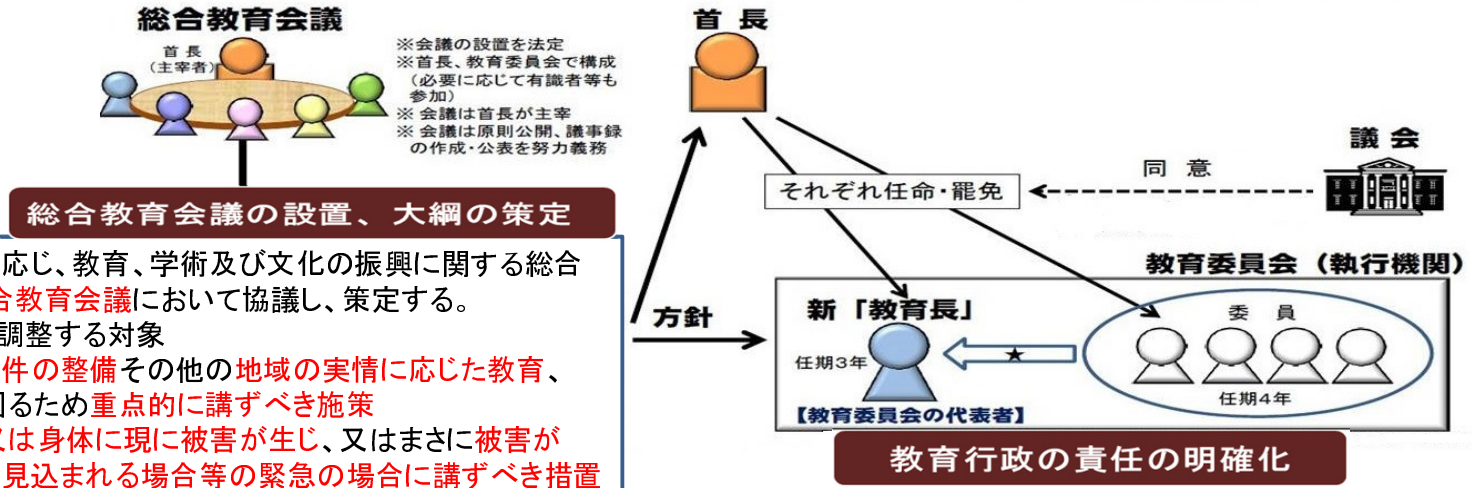 総合教育会議
首長
(主宰者)
※会議の設置を法定
※首長、教育委員会で構成
(必要に応じて有識者等も
参加)
※ 会議は首長が主宰
※ 会議は原則公開、議事録
の作成・公表を努力義務
総合教育会議の設置、大綱の策定
応じ、教育、学術及び文化の振興に関する総合
合教育会議において協議し、策定する。
調整する対象
件の整備その他の地域の実情に応じた教育、
図るため重点的に講ずべき施策
又は身体に現に被害が生じ、又はまさに被害が
見込まれる場合等の緊急の場合に講ずべき措置
首長
それぞれ任命・罷免
同意
議会
方針
教育委員会(執行機関)
新「教育長」
任期3年
【教育委員会の代表者】
★
委員
任期4年
教育行政の責任の明確化